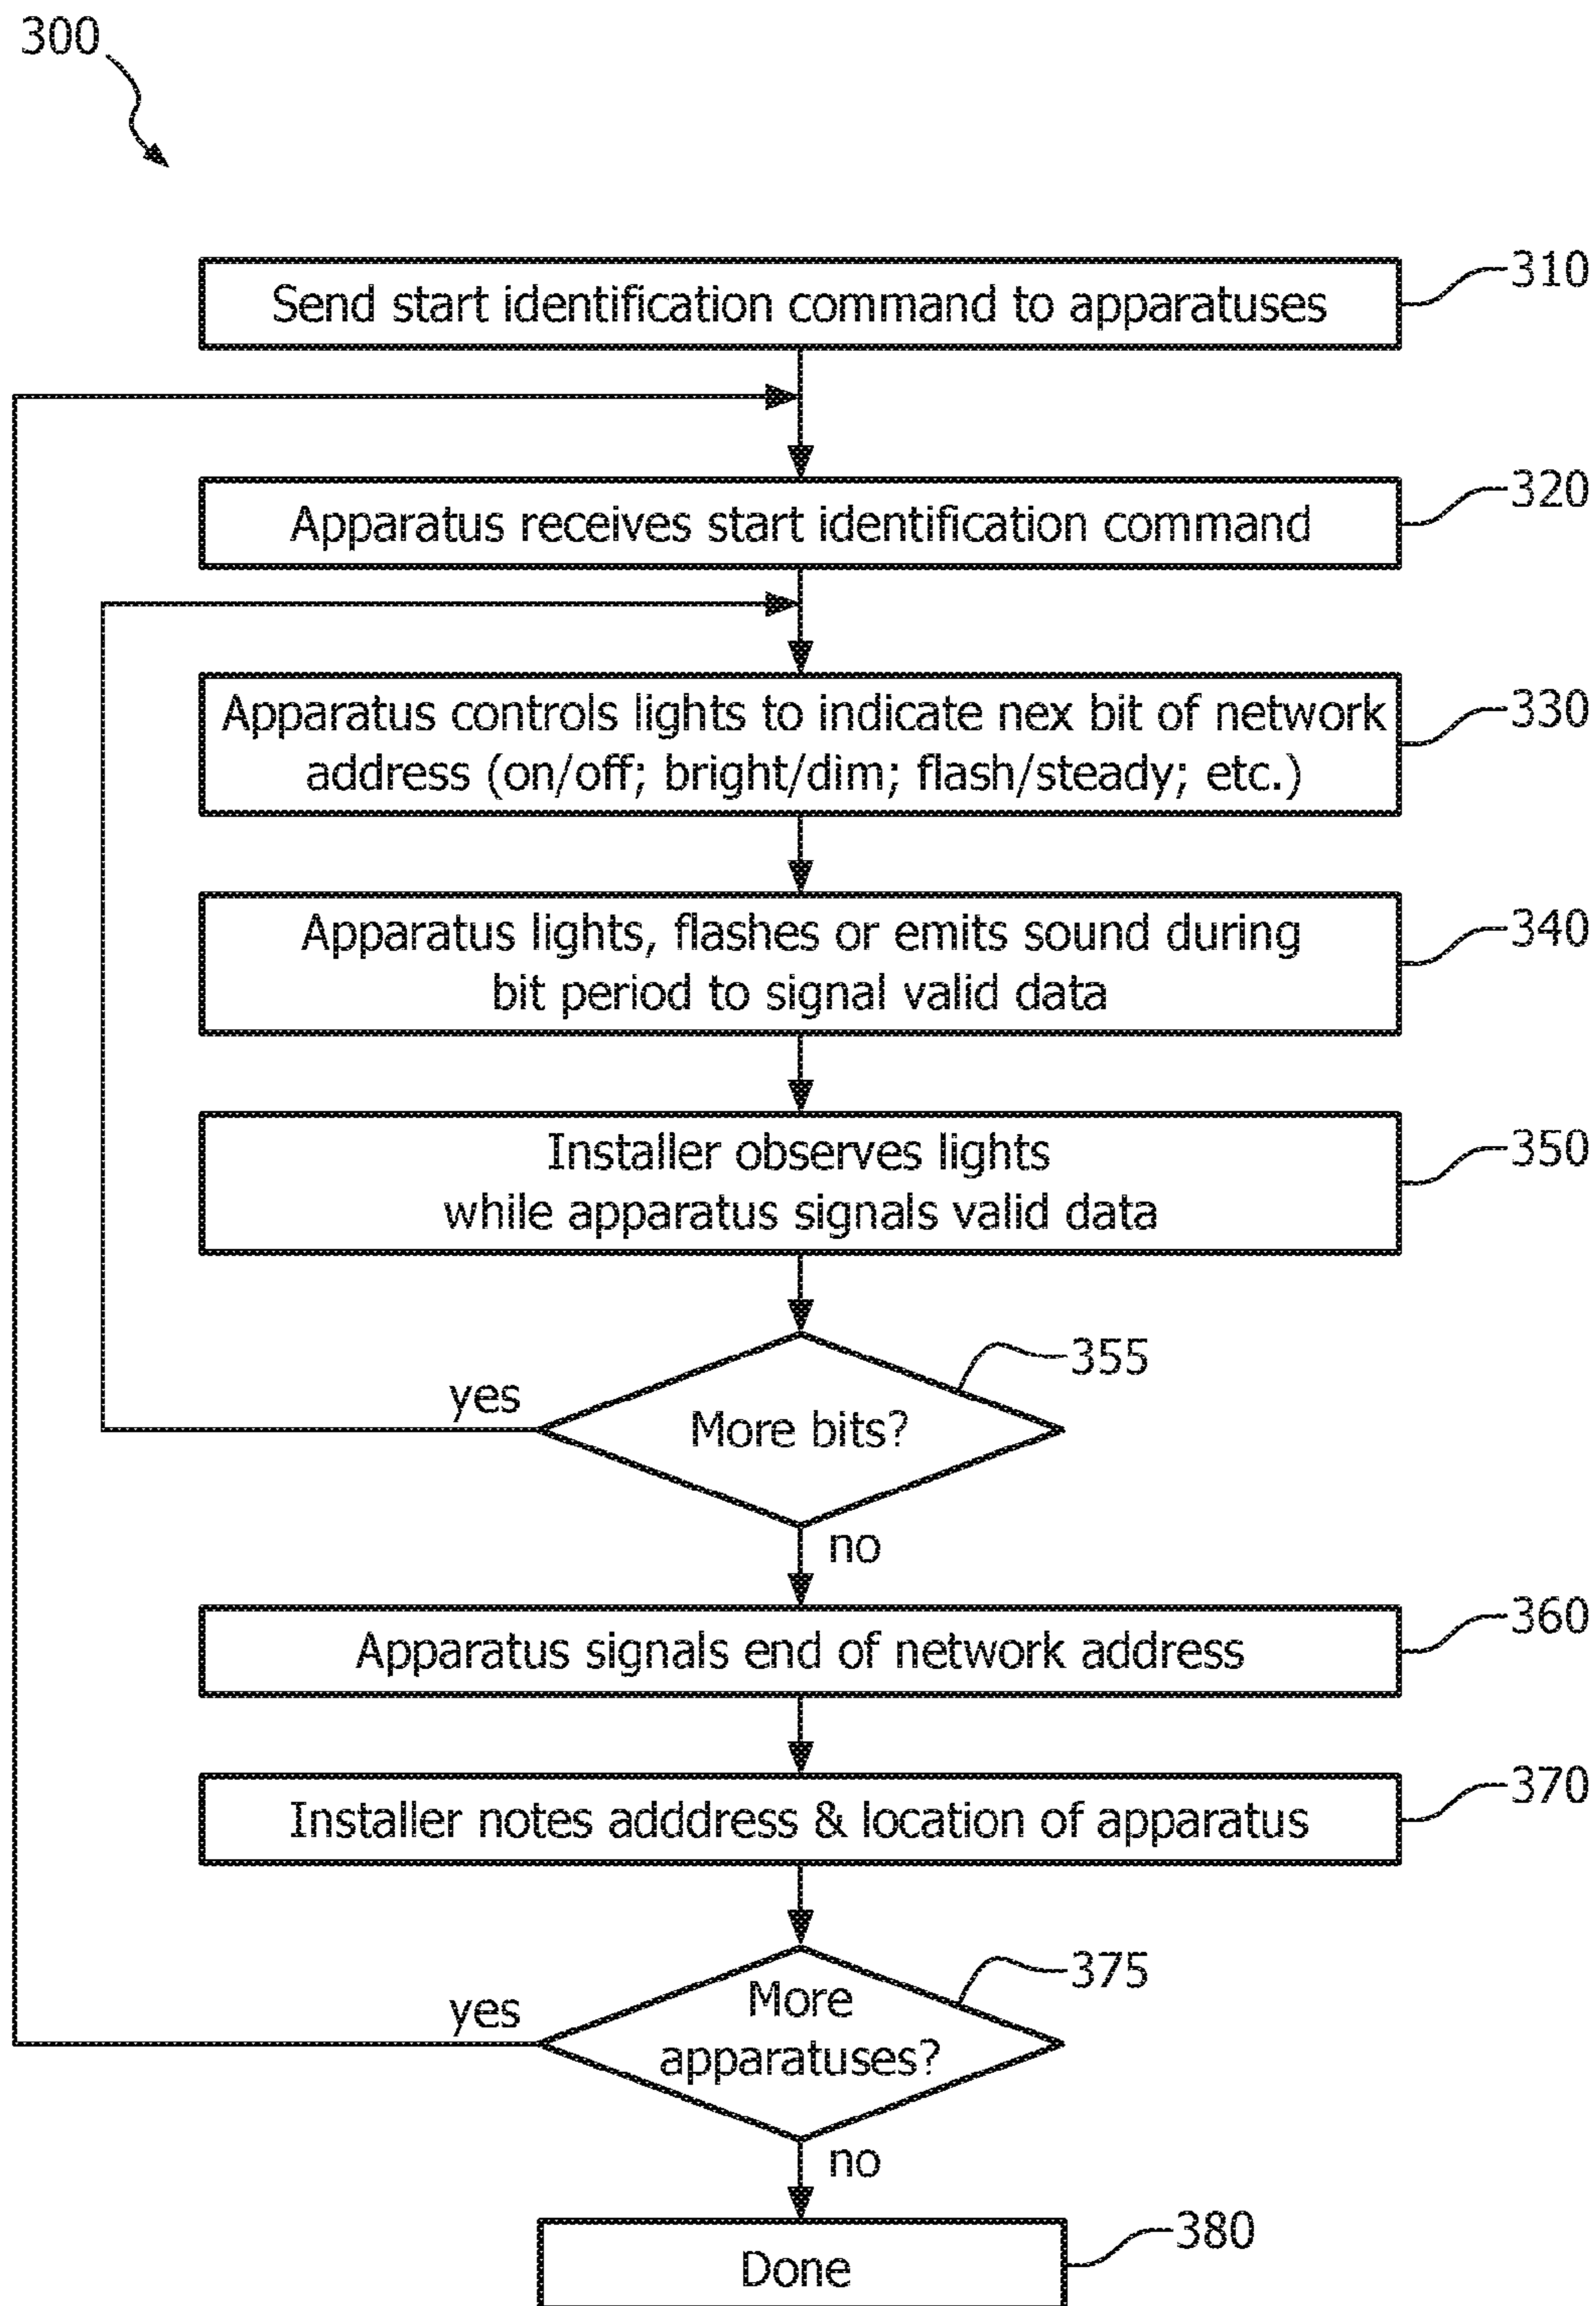 300
Send start identification command to apparatuses
310
Apparatus receives start identification command
320
Apparatus controls lights to indicate nex bit of network
address (on/off; bright/dim; flash/steady; etc.)
330
Apparatus lights, flashes or emits sound during
bit period to signal valid data
340
Installer observes lights
while apparatus signals valid data
350
355
yes
More bits?
no
360
Apparatus signals end of network address
370
Installer notes adddress & location of apparatus
375
yes
More
apparatuses?
no
380
Done